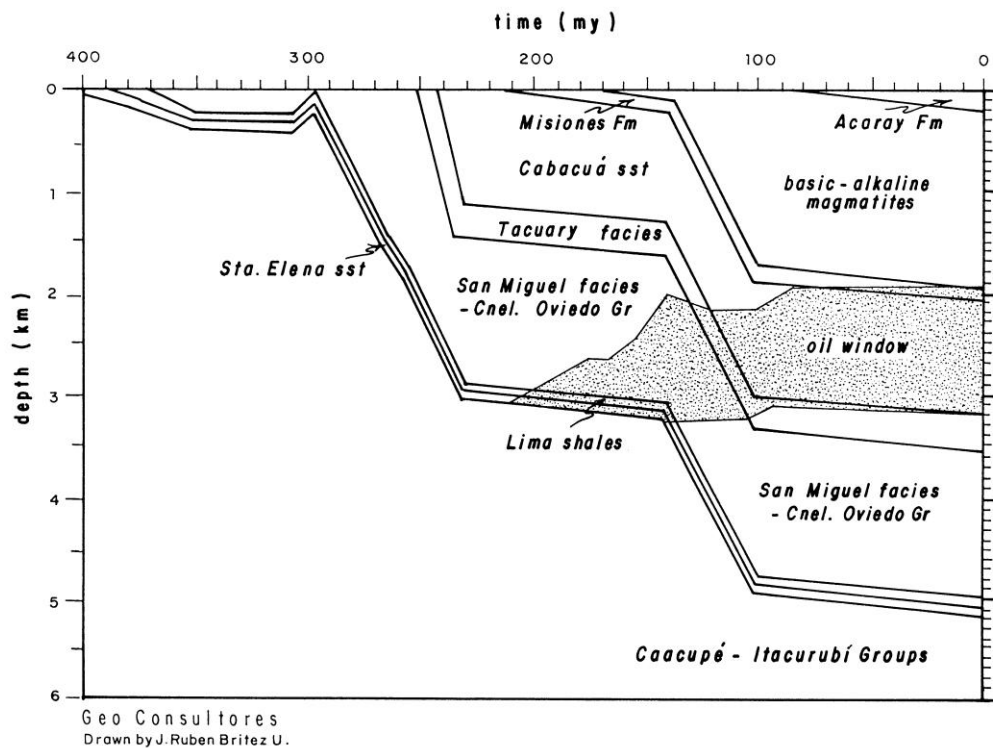 time (my)
400 300 200 100 0
0
Misiones Fm
Acaray Fm
Cabacuá sst
basic-alkaline
magmatites
1
Tacuary facies
Sta. Elena sst
San Miguel facies
-Cnel. Oviedo Gr
2
oil window
depth (km)
3
Lima shales
4
San Miguel facies
- Cnel. Oviedo Gr
5
Caacupé - Itacurubí Groups
6
Geo Consultores
Drawn by J. Ruben Britez U.